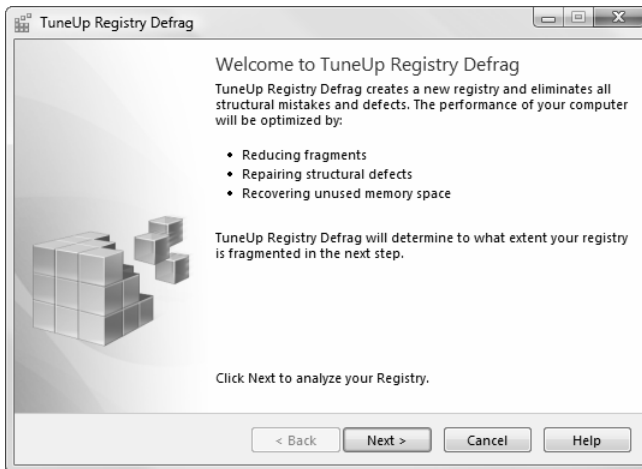 TuneUp Registry Defrag
Welcome to TuneUp Registry Defrag
TuneUp Registry Defrag creates a new registry and eliminates all
structural mistakes and defects. The performance of your computer
will be optimized by:
• Reducing fragments
• Repairing structural defects
• Recovering unused memory space
TuneUp Registry Defrag will determine to what extent your registry
is fragmented in the next step.
Click Next to analyze your Registry.
< Back Next > Cancel Help